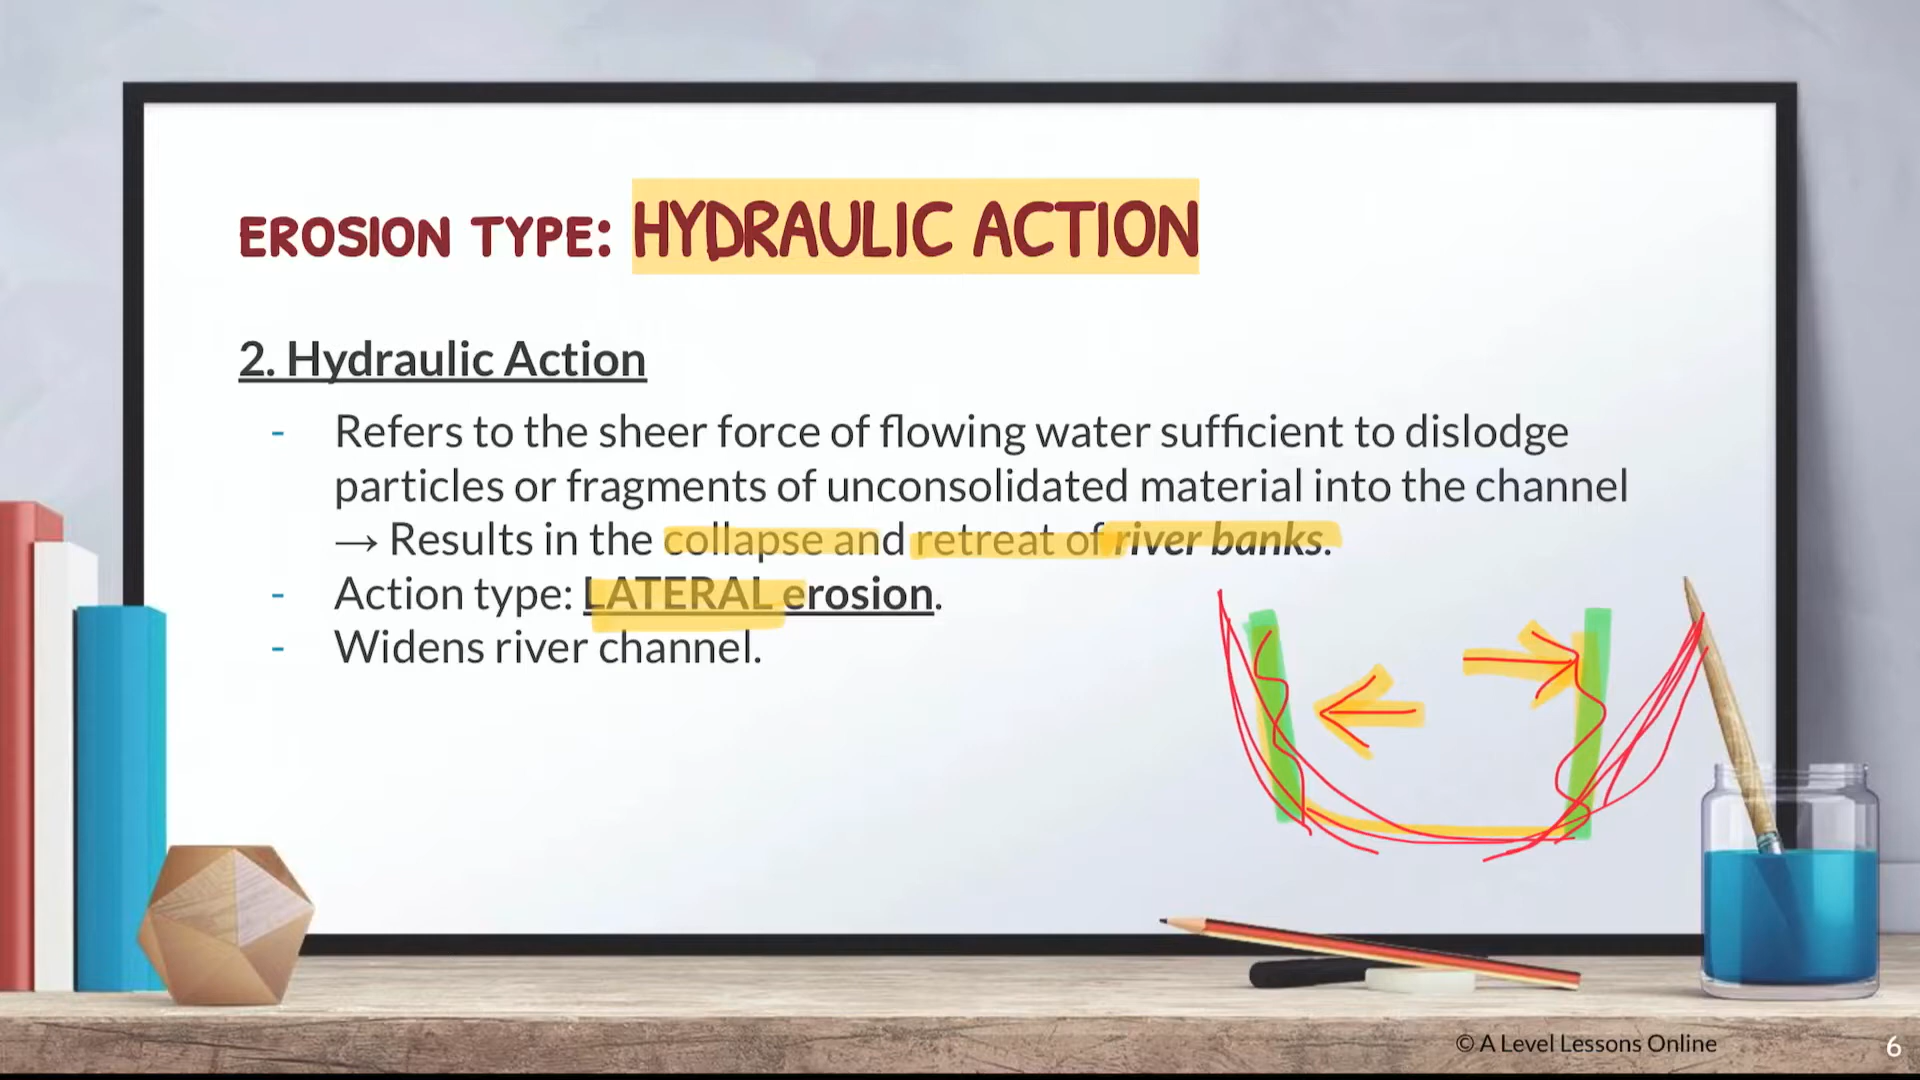 EROSION TYPE: HYDRAULIC ACTION
2. Hydraulic Action
- Refers to the sheer force of flowing water sufficient to dislodge
particles or fragments of unconsolidated material into the channel
→ Results in the collapse and retreat of river banks.
- Action type: LATERAL erosion.
- Widens river channel.
© A Level Lessons Online
6